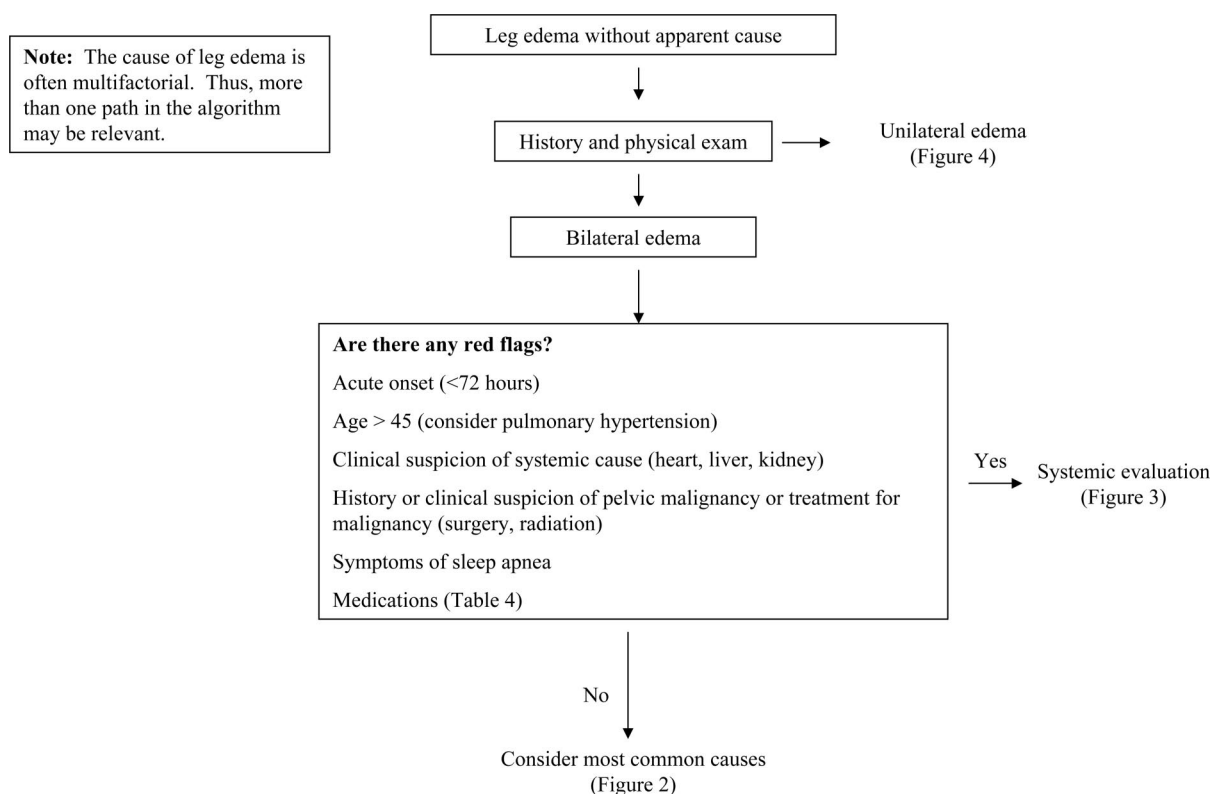 Note:  The cause of leg edema is
often multifactorial.  Thus, more
than one path in the algorithm
may be relevant.
Leg edema without apparent cause
History and physical exam
Unilateral edema
(Figure 4)
Bilateral edema
Are there any red flags?
Acute onset (<72 hours)
Age > 45 (consider pulmonary hypertension)
Clinical suspicion of systemic cause (heart, liver, kidney)
History or clinical suspicion of pelvic malignancy or treatment for
malignancy (surgery, radiation)
Symptoms of sleep apnea
Medications (Table 4)
Yes
Systemic evaluation
(Figure 3)
No
Consider most common causes
(Figure 2)